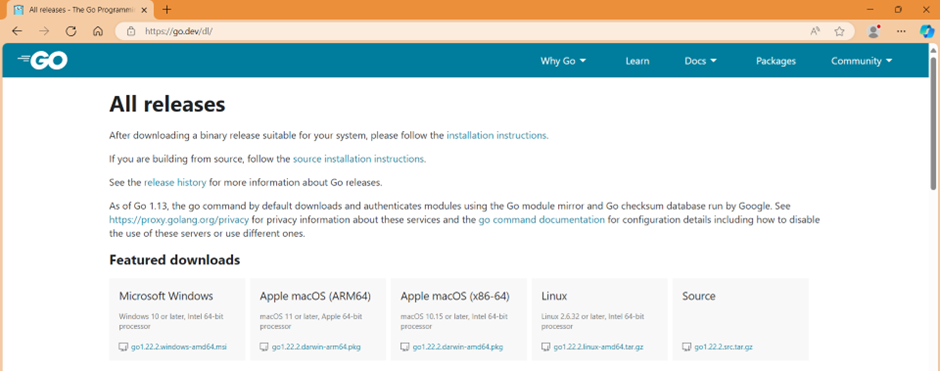 All releases - The Go Programmin
https://go.dev/dl/
GO
Why Go
Learn
Docs
Packages
Community
All releases
After downloading a binary release suitable for your system, please follow the installation instructions.
If you are building from source, follow the source installation instructions.
See the release history for more information about Go releases.
As of Go 1.13, the go command by default downloads and authenticates modules using the Go module mirror and Go checksum database run by Google. See
https://proxy.golang.org/privacy for privacy information about these services and the go command documentation for configuration details including how to disable
the use of these servers or use different ones.
Featured downloads
Microsoft Windows
Windows 10 or later, Intel 64-bit
processor
go1.22.2.windows-amd64.msi
Apple macOS (ARM64)
macOS 11 or later, Apple 64-bit
processor
go1.22.2.darwin-arm64.pkg
Apple macOS (x86-64)
macOS 10.15 or later, Intel 64-bit
processor
go1.22.2.darwin-amd64.pkg
Linux
Linux 2.6.32 or later, Intel 64-bit
processor
go1.22.2.linux-amd64.tar.gz
Source
go1.22.2.src.tar.gz